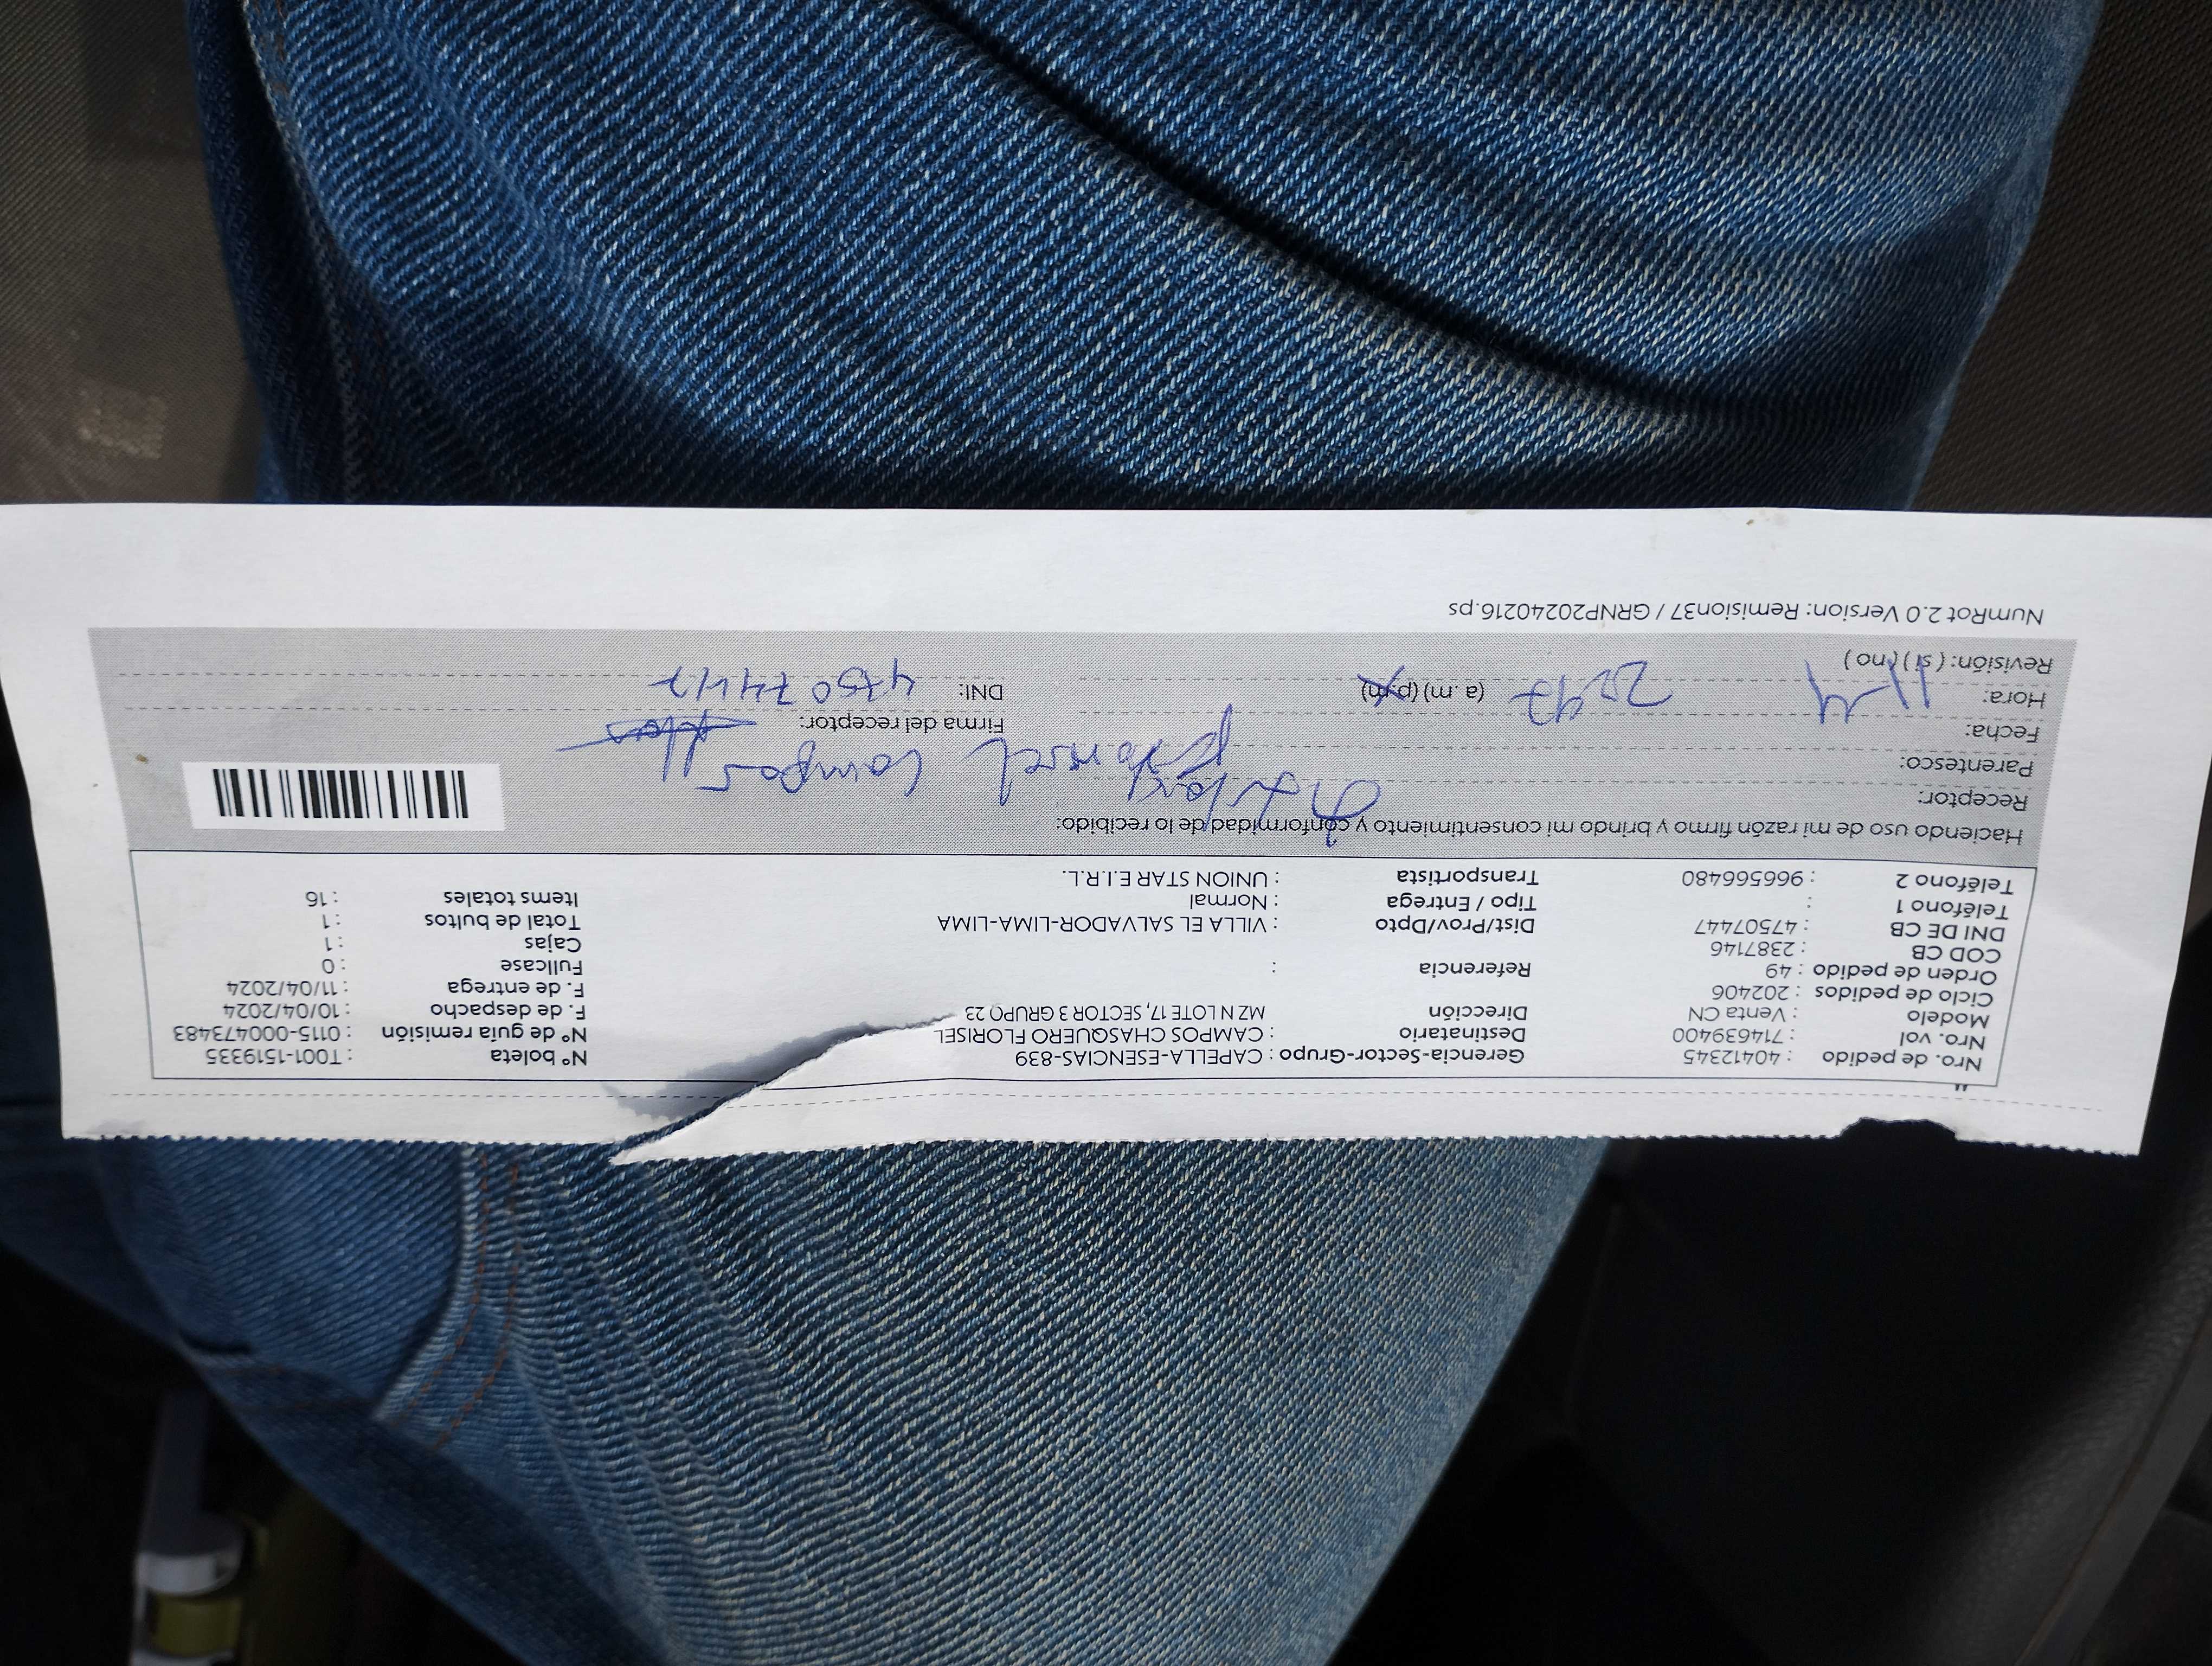 Nro. de pedido : 40412345 Gerencia-Sector-Grupo : CAPELLA-ESENCIAS-839 Nº boleta : T001-1519335
Nro. vol : 714639400 Destinatario : CAMPOS CHASQUERO FLORISEL Nº de guía remisión : 0115-000473483
Modelo : Venta CN Dirección MZ N LOTE 17, SECTOR 3 GRUPO 23 F. de despacho : 10/04/2024
Ciclo de pedidos : 202406 F. de entrega : 11/04/2024
Orden de pedido : 49 Referencia : Fullcase : 0
COD CB : 2387146 Cajas : 1
DNI DE CB : 47507447 Dist/Prov/Dpto : VILLA EL SALVADOR-LIMA-LIMA Total de bultos : 1
Teléfono 1 : Tipo / Entrega : Normal Items totales : 16
Teléfono 2 : 966566480 Transportista : UNION STAR E.I.R.L.
Haciendo uso de mi razón firmo y brindo mi consentimiento y conformidad de lo recibido:
Receptor:
Parentesco: Campos
Fecha: Firma del receptor:
Hora: 11-4 (a.m) (p.m) DNI:
Revisión: (si) (no)
NumRot 2.0 Version: Remision37 / GRNP20240216.ps